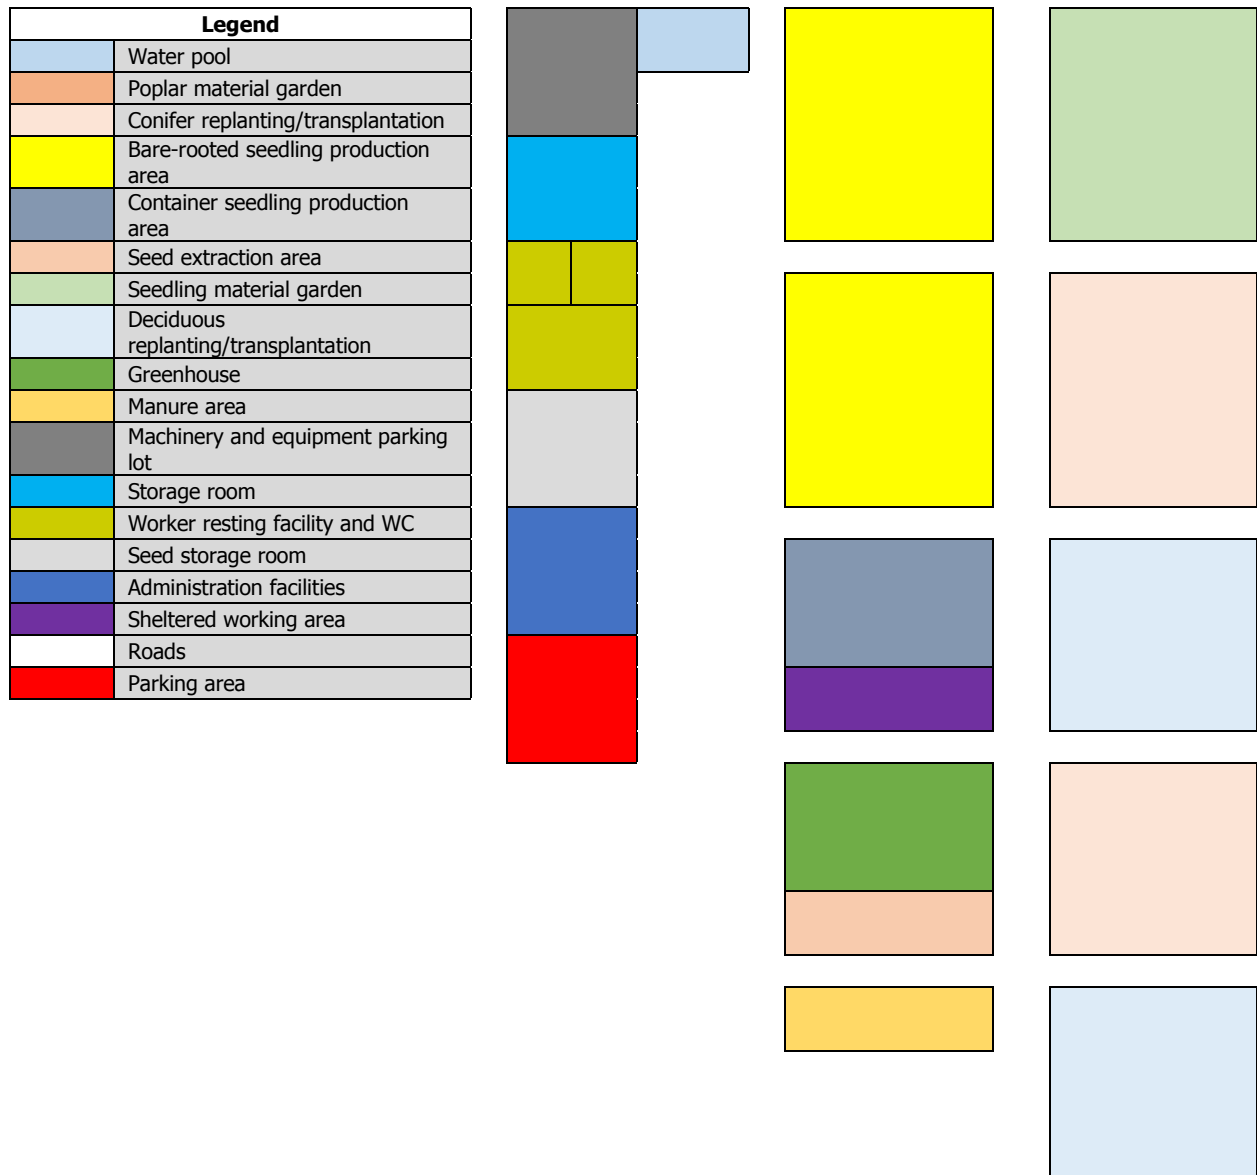 Legend
Water pool
Poplar material garden
Conifer replanting/transplantation
Bare-rooted seedling production
area
Container seedling production
area
Seed extraction area
Seedling material garden
Deciduous
replanting/transplantation
Greenhouse
Manure area
Machinery and equipment parking
lot
Storage room
Worker resting facility and WC
Seed storage room
Administration facilities
Sheltered working area
Roads
Parking area